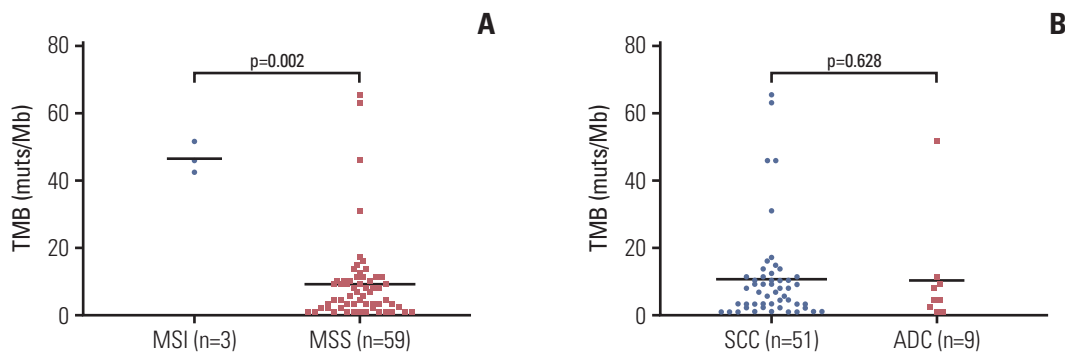 A
TMB (muts/Mb)
80
60
40
20
0
p=0.002
MSI (n=3)
MSS (n=59)
B
TMB (muts/Mb)
80
60
40
20
0
p=0.628
SCC (n=51)
ADC (n=9)